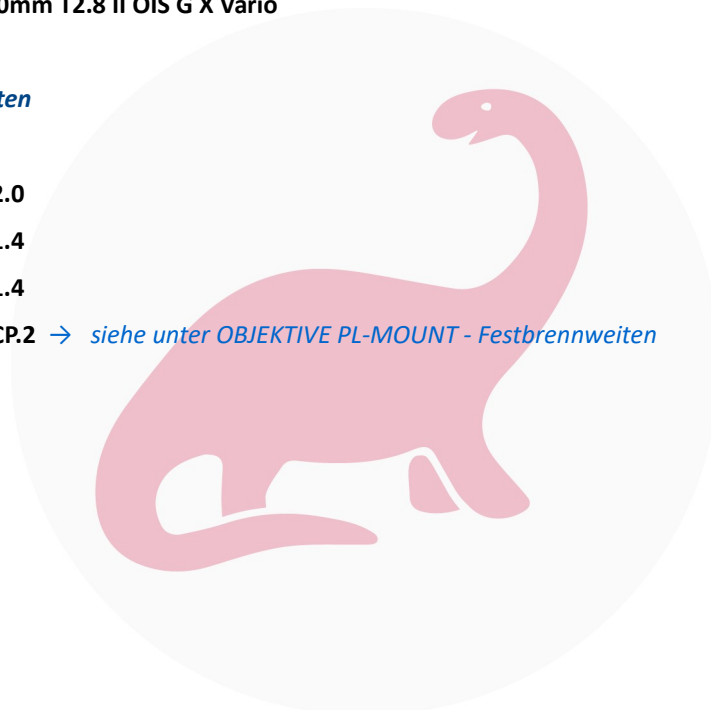 0mm T2.8 II OIS G X Vario
ten
2.0
1.4
1.4
CP.2 → siehe unter OBJEKTIVE PL-MOUNT - Festbrennweiten